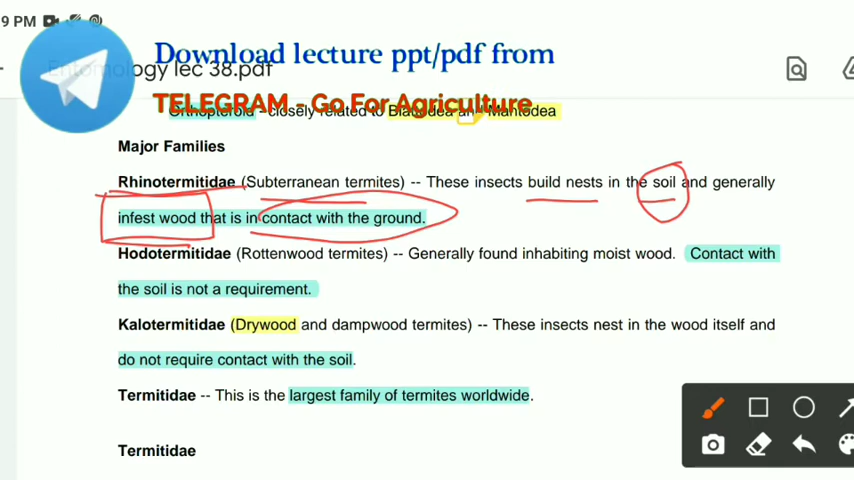 9 PM
Download lecture ppt/pdf from
Entomology lec 38.pdf
TELEGRAM - Go For Agriculture
Orthopteroid - closely related to Blattodea and Mantodea
Major Families
Rhinotermitidae (Subterranean termites) -- These insects build nests in the soil and generally
infest wood that is in contact with the ground.
Hodotermitidae (Rottenwood termites) -- Generally found inhabiting moist wood. Contact with
the soil is not a requirement.
Kalotermitidae (Drywood and dampwood termites) -- These insects nest in the wood itself and
do not require contact with the soil.
Termitidae -- This is the largest family of termites worldwide.
Termitidae